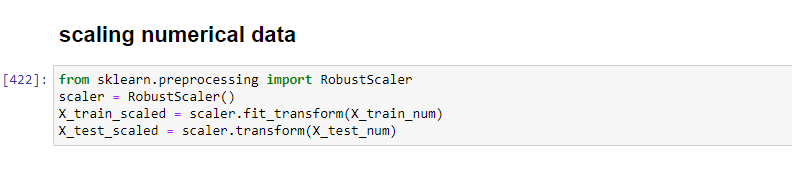 scaling numerical data
[422]: from sklearn.preprocessing import RobustScaler
scaler = RobustScaler()
X_train_scaled = scaler.fit_transform(X_train_num)
X_test_scaled = scaler.transform(X_test_num)